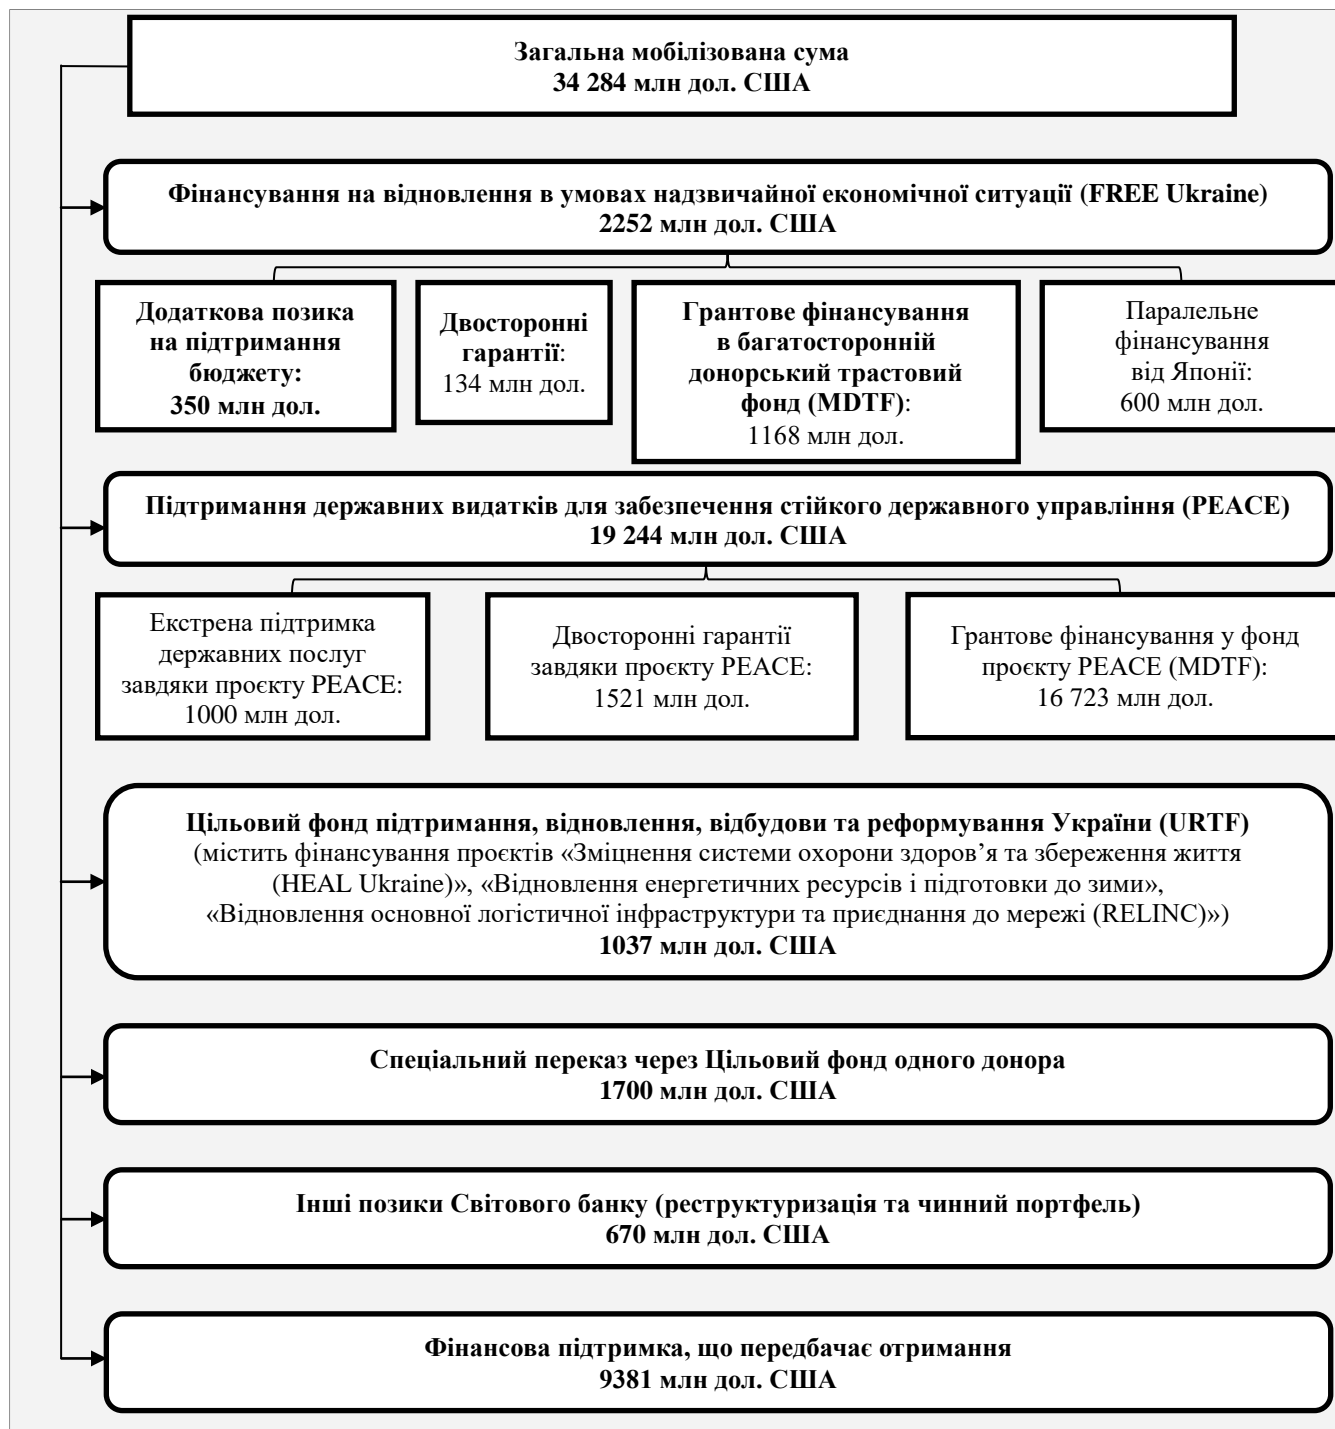 Загальна мобілізована сума
34 284 млн дол. США
Фінансування на відновлення в умовах надзвичайної економічної ситуації (FREE Ukraine)
2252 млн дол. США
Додаткова позика
на підтримання
бюджету:
350 млн дол.
Двосторонні
гарантії:
134 млн дол.
Грантове фінансування
в багатосторонній
донорський трастовий
фонд (MDTF):
1168 млн дол.
Паралельне
фінансування
від Японії:
600 млн дол.
Підтримання державних видатків для забезпечення стійкого державного управління (PEACE)
19 244 млн дол. США
Екстрена підтримка
державних послуг
завдяки проєкту PEACE:
1000 млн дол.
Двосторонні гарантії
завдяки проєкту PEACE:
1521 млн дол.
Грантове фінансування у фонд
проєкту PEACE (MDTF):
16 723 млн дол.
Цільовий фонд підтримання, відновлення, відбудови та реформування України (URTF)
(містить фінансування проєктів «Зміцнення системи охорони здоров’я та збереження життя
(HEAL Ukraine)», «Відновлення енергетичних ресурсів і підготовки до зими»,
«Відновлення основної логістичної інфраструктури та приєднання до мережі (RELINC)»)
1037 млн дол. США
Спеціальний переказ через Цільовий фонд одного донора
1700 млн дол. США
Інші позики Світового банку (реструктуризація та чинний портфель)
670 млн дол. США
Фінансова підтримка, що передбачає отримання
9381 млн дол. США